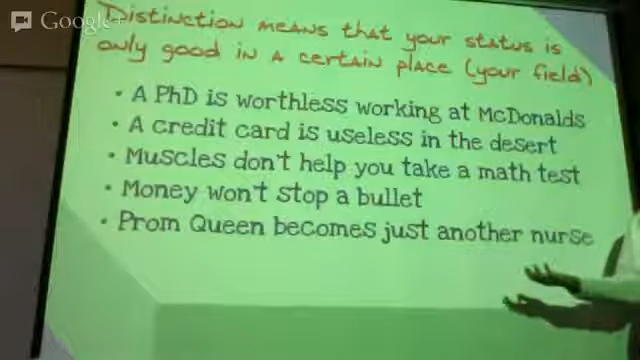 Google+
Distinction means that your status is
only good in a certain place (your field)
• A PhD is worthless working at McDonalds
• A credit card is useless in the desert
• Muscles don't help you take a math test
• Money won't stop a bullet
• Prom Queen becomes just another nurse